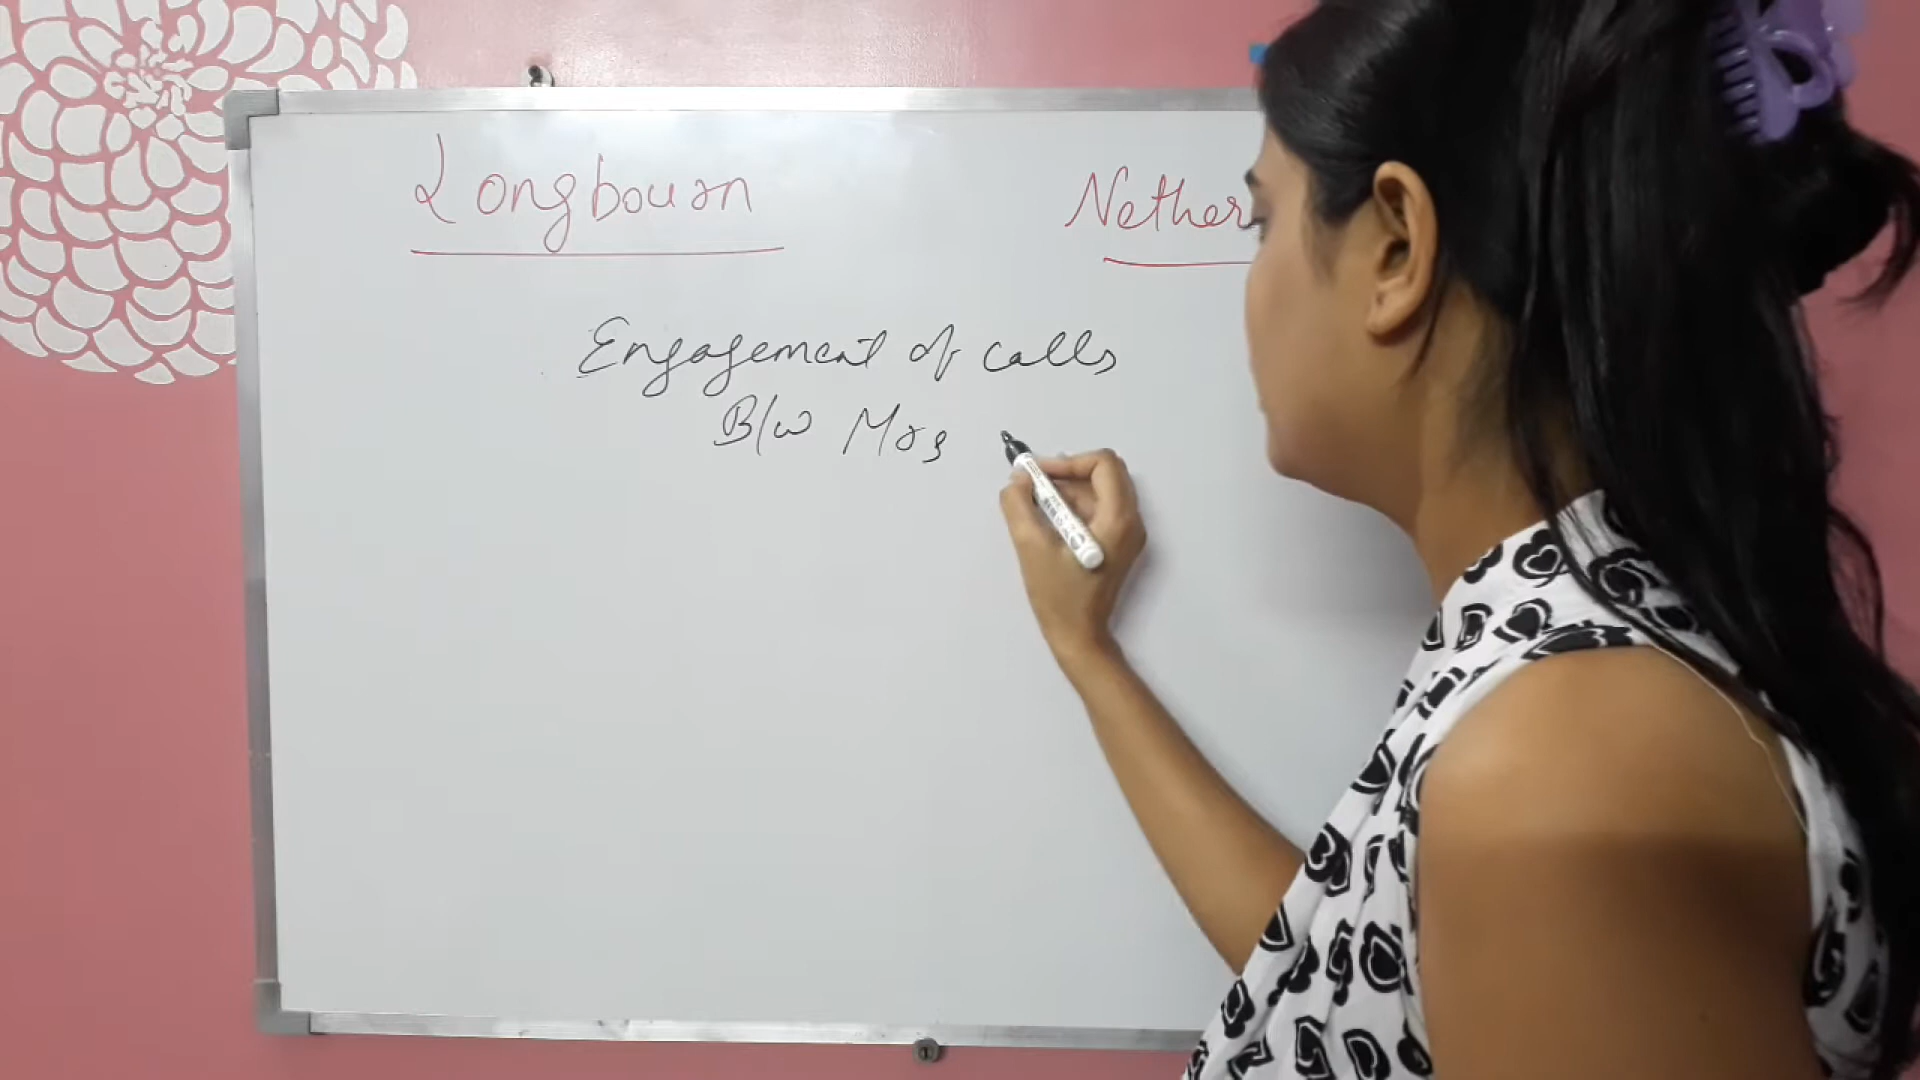 Longbourn
Nether
Engagement of calls
B/w Mrs